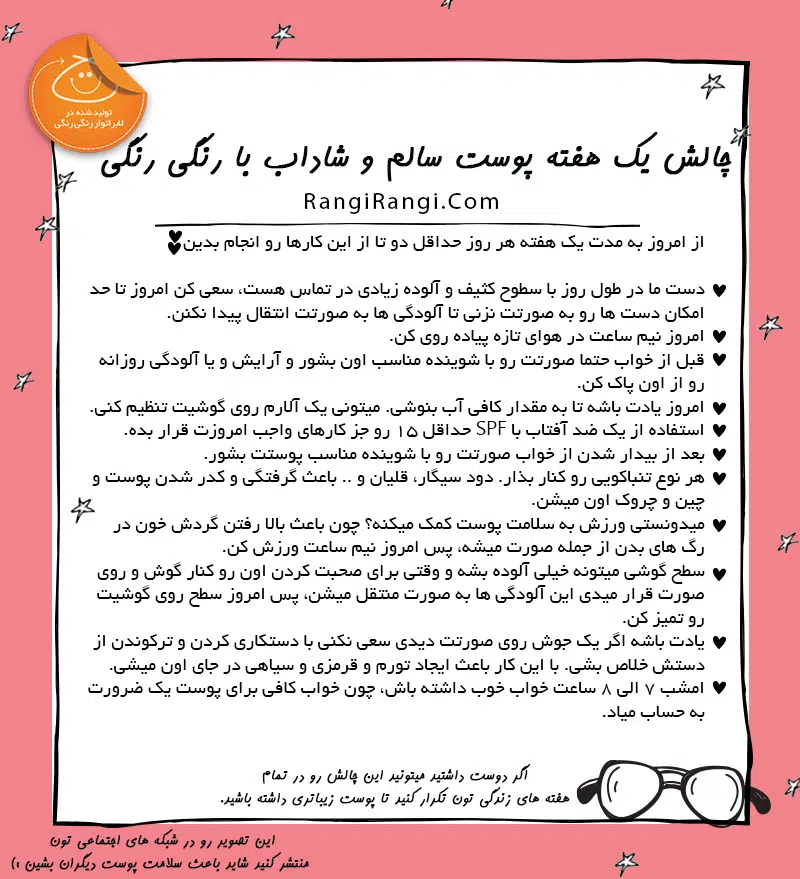 تولید شده در
لابراتوار رنگی رنگی
چالش یک هفته پوست سالم و شاداب با رنگی رنگی
RangiRangi.Com
از امروز به مدت یک هفته هر روز حداقل دو تا از این کارها رو انجام بدین
دست ما در طول روز با سطوح کثیف و آلوده زیادی در تماس هست، سعی کن امروز تا حد
امکان دست ها رو به صورتت نزنی تا آلودگی ها به صورتت انتقال پیدا نکنن.
امروز نیم ساعت در هوای تازه پیاده روی کن.
قبل از خواب حتما صورتت رو با شوینده مناسب اون بشور و آرایش و یا آلودگی روزانه
رو از اون پاک کن.
امروز یادت باشه تا به مقدار کافی آب بنوشی. میتونی یک آلارم روی گوشیت تنظیم کنی.
استفاده از یک ضد آفتاب با SPF حداقل ۱۵ رو جز کارهای واجب امروزت قرار بده.
بعد از بیدار شدن از خواب صورتت رو با شوینده مناسب پوستت بشور.
هر نوع تنباکویی رو کنار بذار. دود سیگار، قلیان و .. باعث گرفتگی و کدر شدن پوست و
چین و چروک اون میشن.
میدونستی ورزش به سلامت پوست کمک میکنه؟ چون باعث بالا رفتن گردش خون در
رگ های بدن از جمله صورت میشه، پس امروز نیم ساعت ورزش کن.
سطح گوشی میتونه خیلی آلوده بشه و وقتی برای صحبت کردن اون رو کنار گوش و روی
صورت قرار میدی این آلودگی ها به صورت منتقل میشن، پس امروز سطح روی گوشیت
رو تمیز کن.
یادت باشه اگر یک جوش روی صورتت دیدی سعی نکنی با دستکاری کردن و ترکوندن از
دستش خلاص بشی. با این کار باعث ایجاد تورم و قرمزی و سیاهی در جای اون میشی.
امشب ۷ الی ۸ ساعت خواب خوب داشته باش، چون خواب کافی برای پوست یک ضرورت
به حساب میاد.
اگر دوست داشتید میتونید این چالش رو در تمام
هفته های زندگی تون تکرار کنید تا پوست زیباتری داشته باشید.
این تصویر رو در شبکه های اجتماعی تون
منتشر کنید شاید باعث سلامت پوست دیگران بشین :)